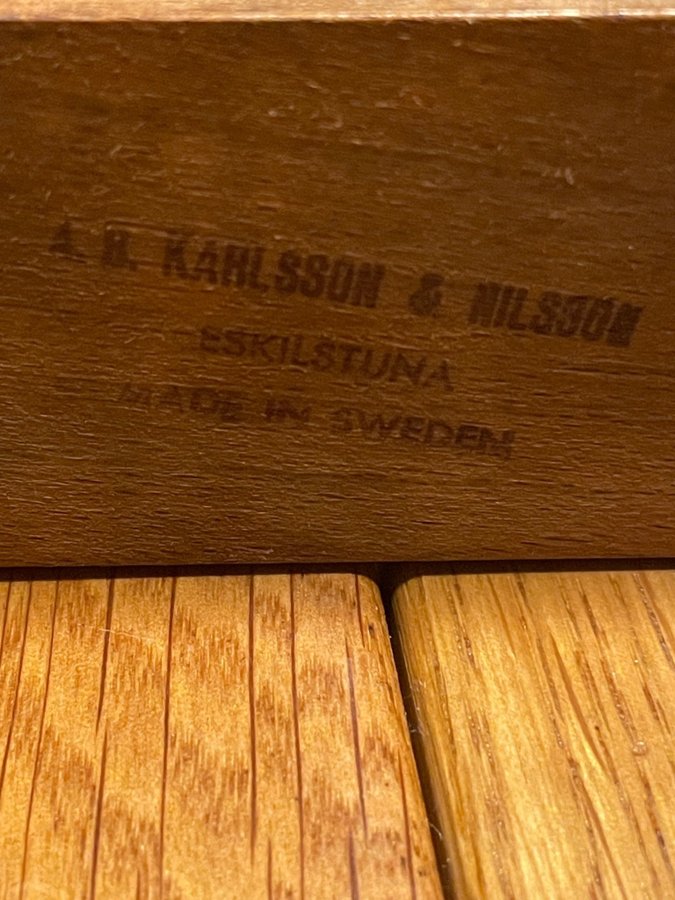 A. B. KARLSSON & NILSSON
ESKILSTUNA
MADE IN SWEDEN